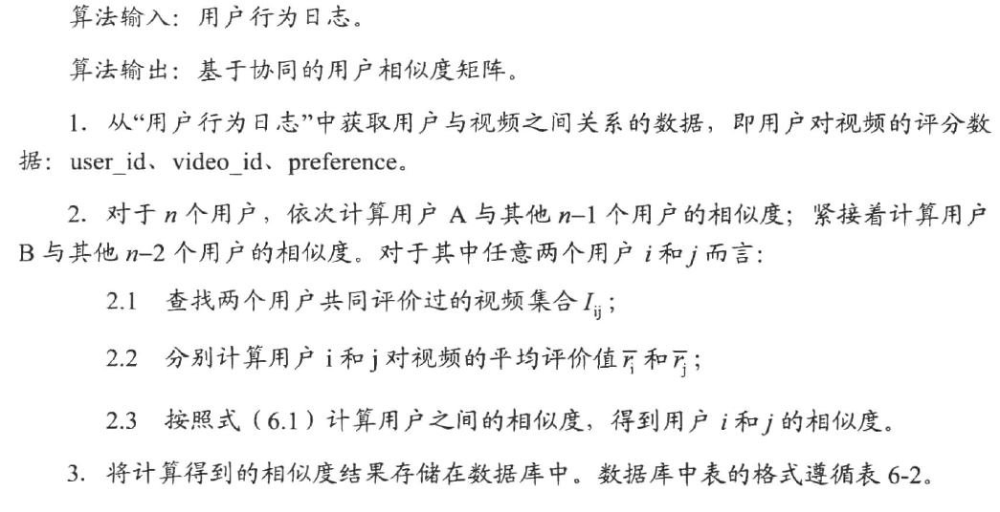 算法输入：用户行为日志。
算法输出：基于协同的用户相似度矩阵。
1. 从“用户行为日志”中获取用户与视频之间关系的数据，即用户对视频的评分数
据：user_id、video_id、preference。
2. 对于 n 个用户，依次计算用户 A 与其他 n–1 个用户的相似度；紧接着计算用户
B 与其他 n–2 个用户的相似度。对于其中任意两个用户 i 和 j 而言：
2.1 查找两个用户共同评价过的视频集合 I_ij；
2.2 分别计算用户 i 和 j 对视频的平均评价值 r̄_i 和 r̄_j；
2.3 按照式（6.1）计算用户之间的相似度，得到用户 i 和 j 的相似度。
3. 将计算得到的相似度结果存储在数据库中。数据库中表的格式遵循表 6-2。